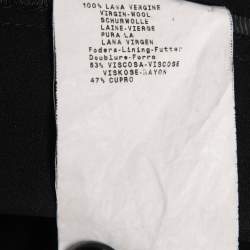 100% LANA VERGINE
VIRGIN-WOOL
SCHURWOLLE
LAINE-VIERGE
PURA LA
LANA VIRGEN
Fodera-Lining-Futter
Doublure-Forro
53% VISCOSA-VISCOSE
VISKOSE-RAYON
47% CUPRO